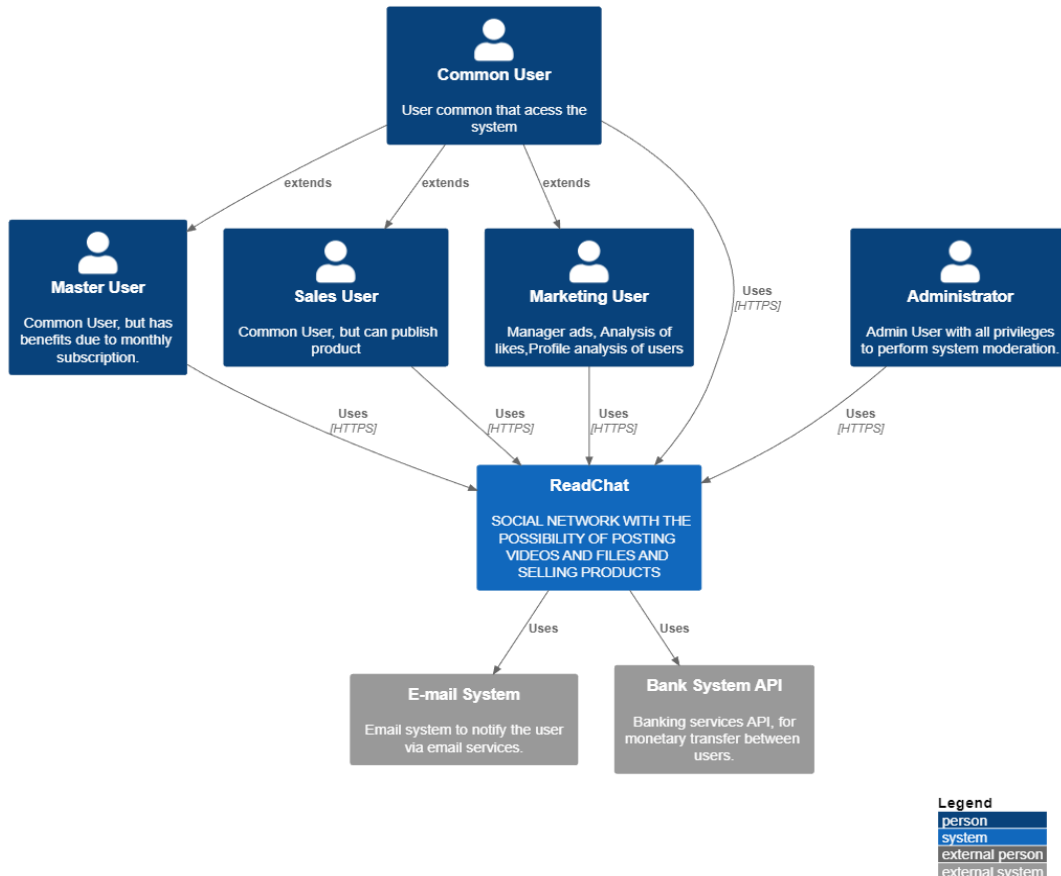 Common User
User common that acess the
system
extends
extends
extends
Master User
Common User, but has
benefits due to monthly
subscription.
Sales User
Common User, but can publish
product
Marketing User
Manager ads, Analysis of
likes,Profile analysis of users
Uses
[HTTPS]
Administrator
Admin User with all privileges
to perform system moderation.
Uses
[HTTPS]
Uses
[HTTPS]
Uses
[HTTPS]
Uses
[HTTPS]
ReadChat
SOCIAL NETWORK WITH THE
POSSIBILITY OF POSTING
VIDEOS AND FILES AND
SELLING PRODUCTS
Uses
Uses
E-mail System
Email system to notify the user
via email services.
Bank System API
Banking services API, for
monetary transfer between
users.
Legend
person
system
external person
external system